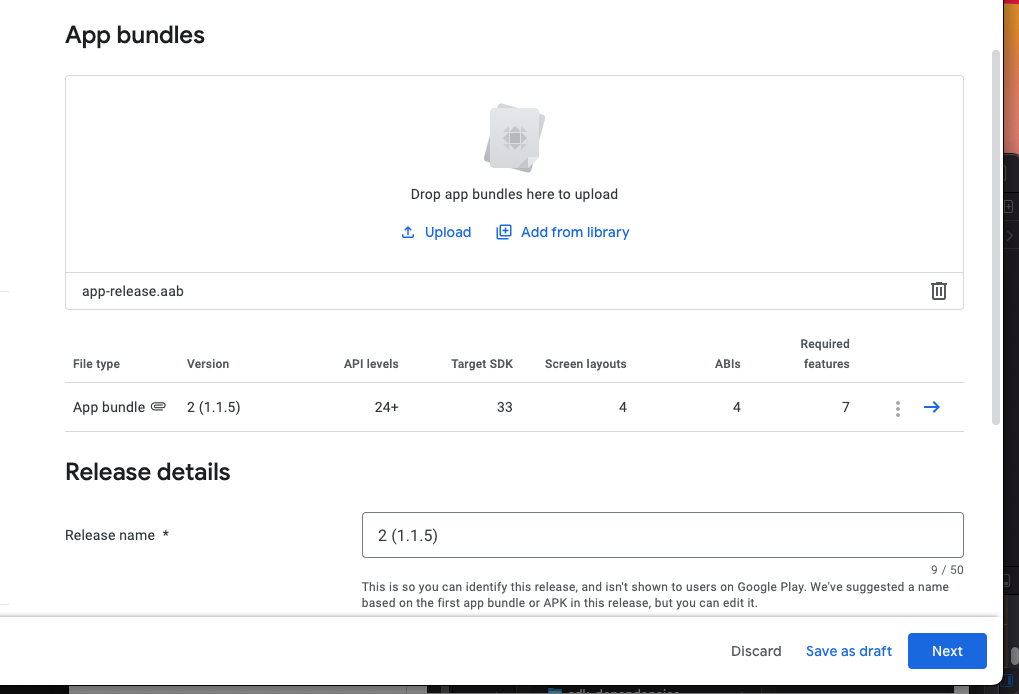 App bundles
Drop app bundles here to upload
Upload
Add from library
app-release.aab
File type
Version
API levels
Target SDK
Screen layouts
ABIs
Required
features
App bundle
2 (1.1.5)
24+
33
4
4
7
Release details
Release name *
2 (1.1.5)
9 / 50
This is so you can identify this release, and isn't shown to users on Google Play. We've suggested a name
based on the first app bundle or APK in this release, but you can edit it.
Discard
Save as draft
Next